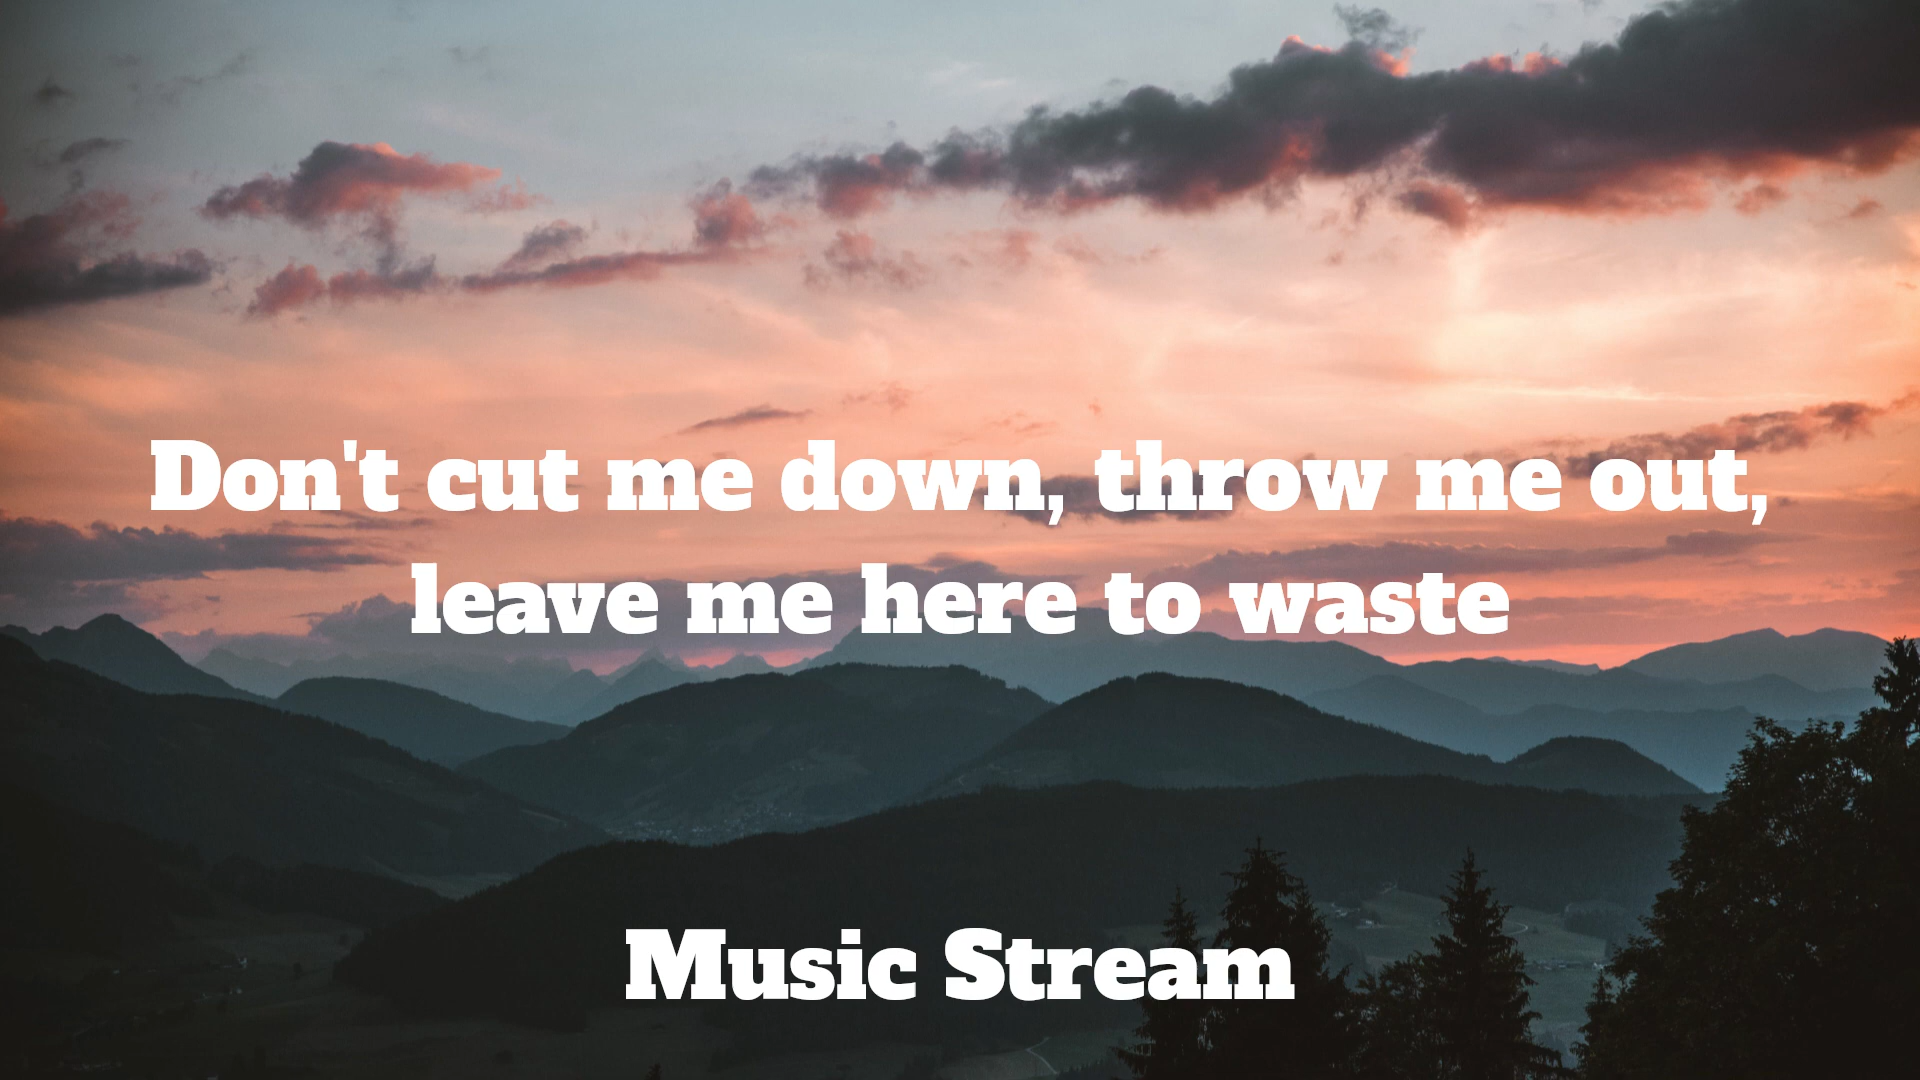 Don't cut me down, throw me out,
leave me here to waste
Music Stream